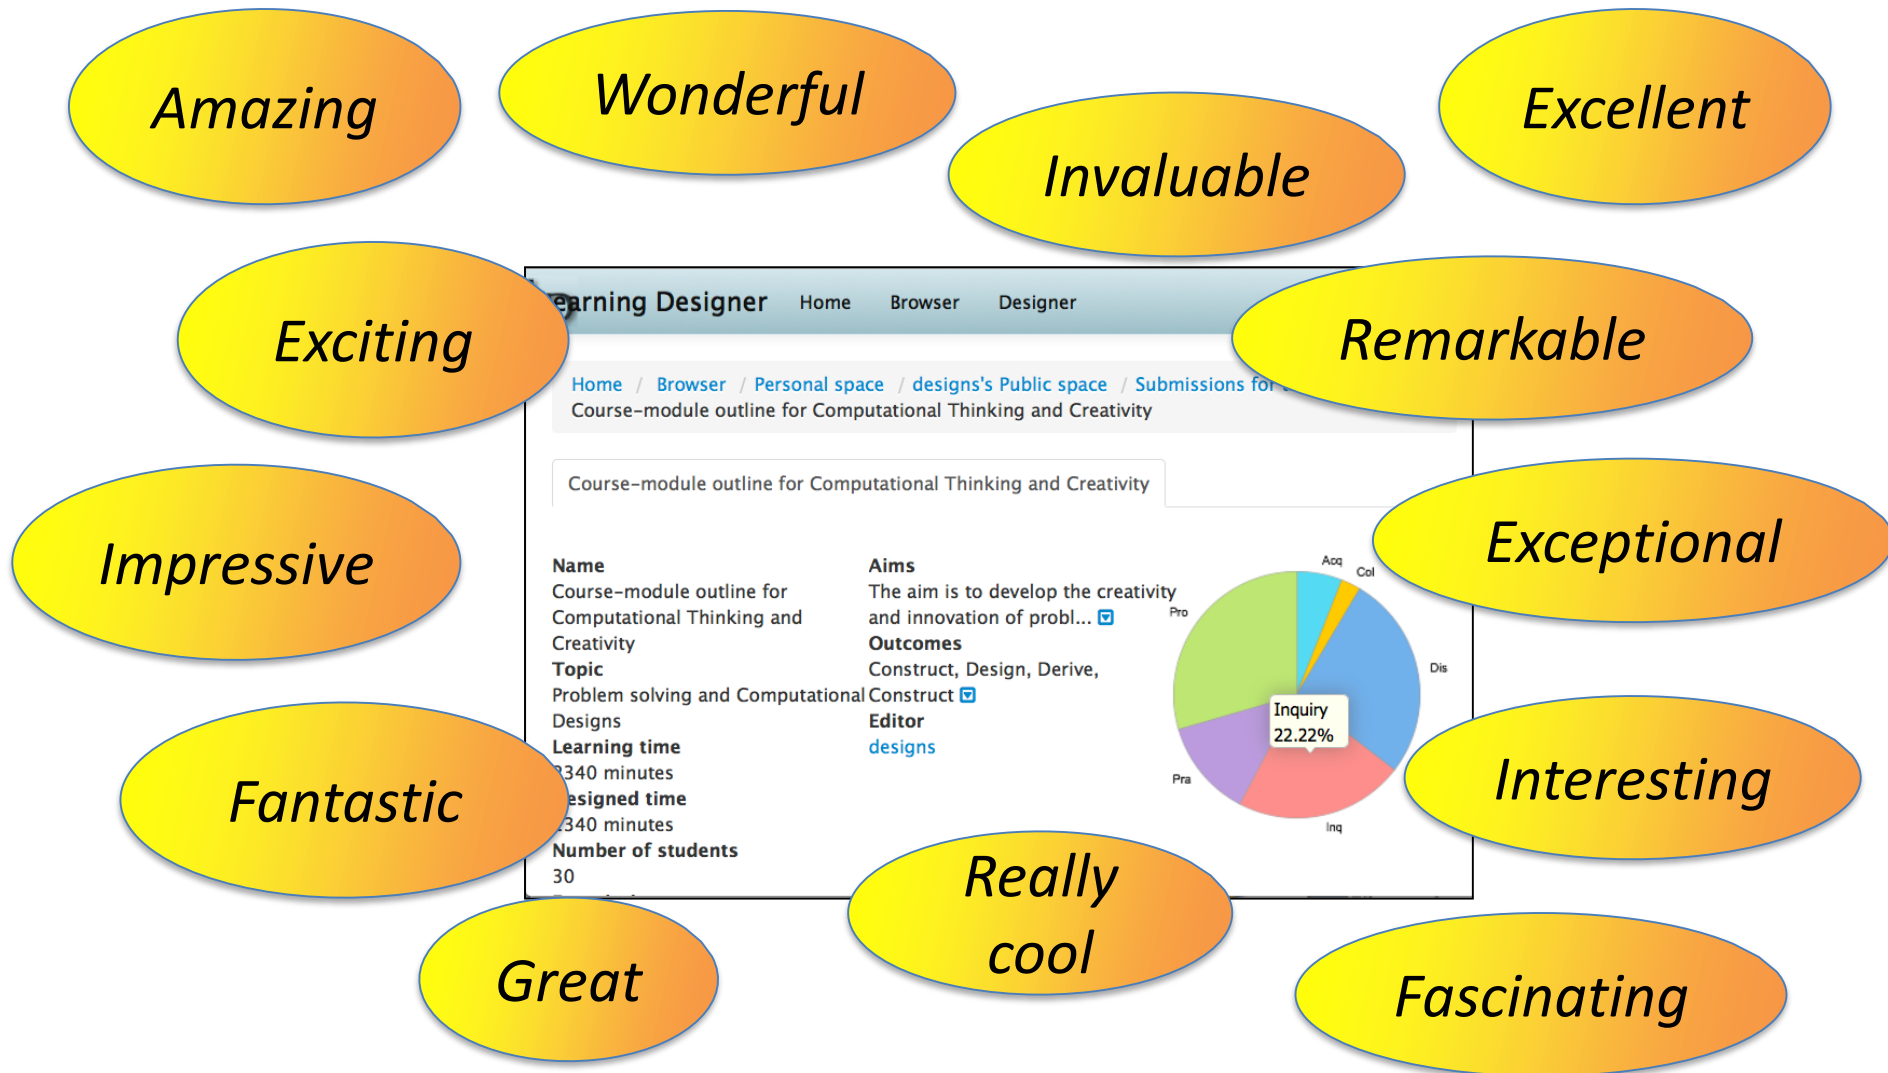 Amazing
Wonderful
Invaluable
Excellent
Exciting
Remarkable
Impressive
Exceptional
Fantastic
Interesting
Great
Really
cool
Fascinating
earning Designer Home Browser Designer
Home / Browser / Personal space / designs's Public space / Submissions for
Course-module outline for Computational Thinking and Creativity
Course-module outline for Computational Thinking and Creativity
Name
Course-module outline for
Computational Thinking and
Creativity
Topic
Problem solving and Computational
Designs
Learning time
2340 minutes
esigned time
340 minutes
Number of students
30
Aims
The aim is to develop the creativity
and innovation of probl...
Outcomes
Construct, Design, Derive,
Construct
Editor
designs
Acq
Col
Pro
Dis
Inquiry
22.22%
Pra
Inq